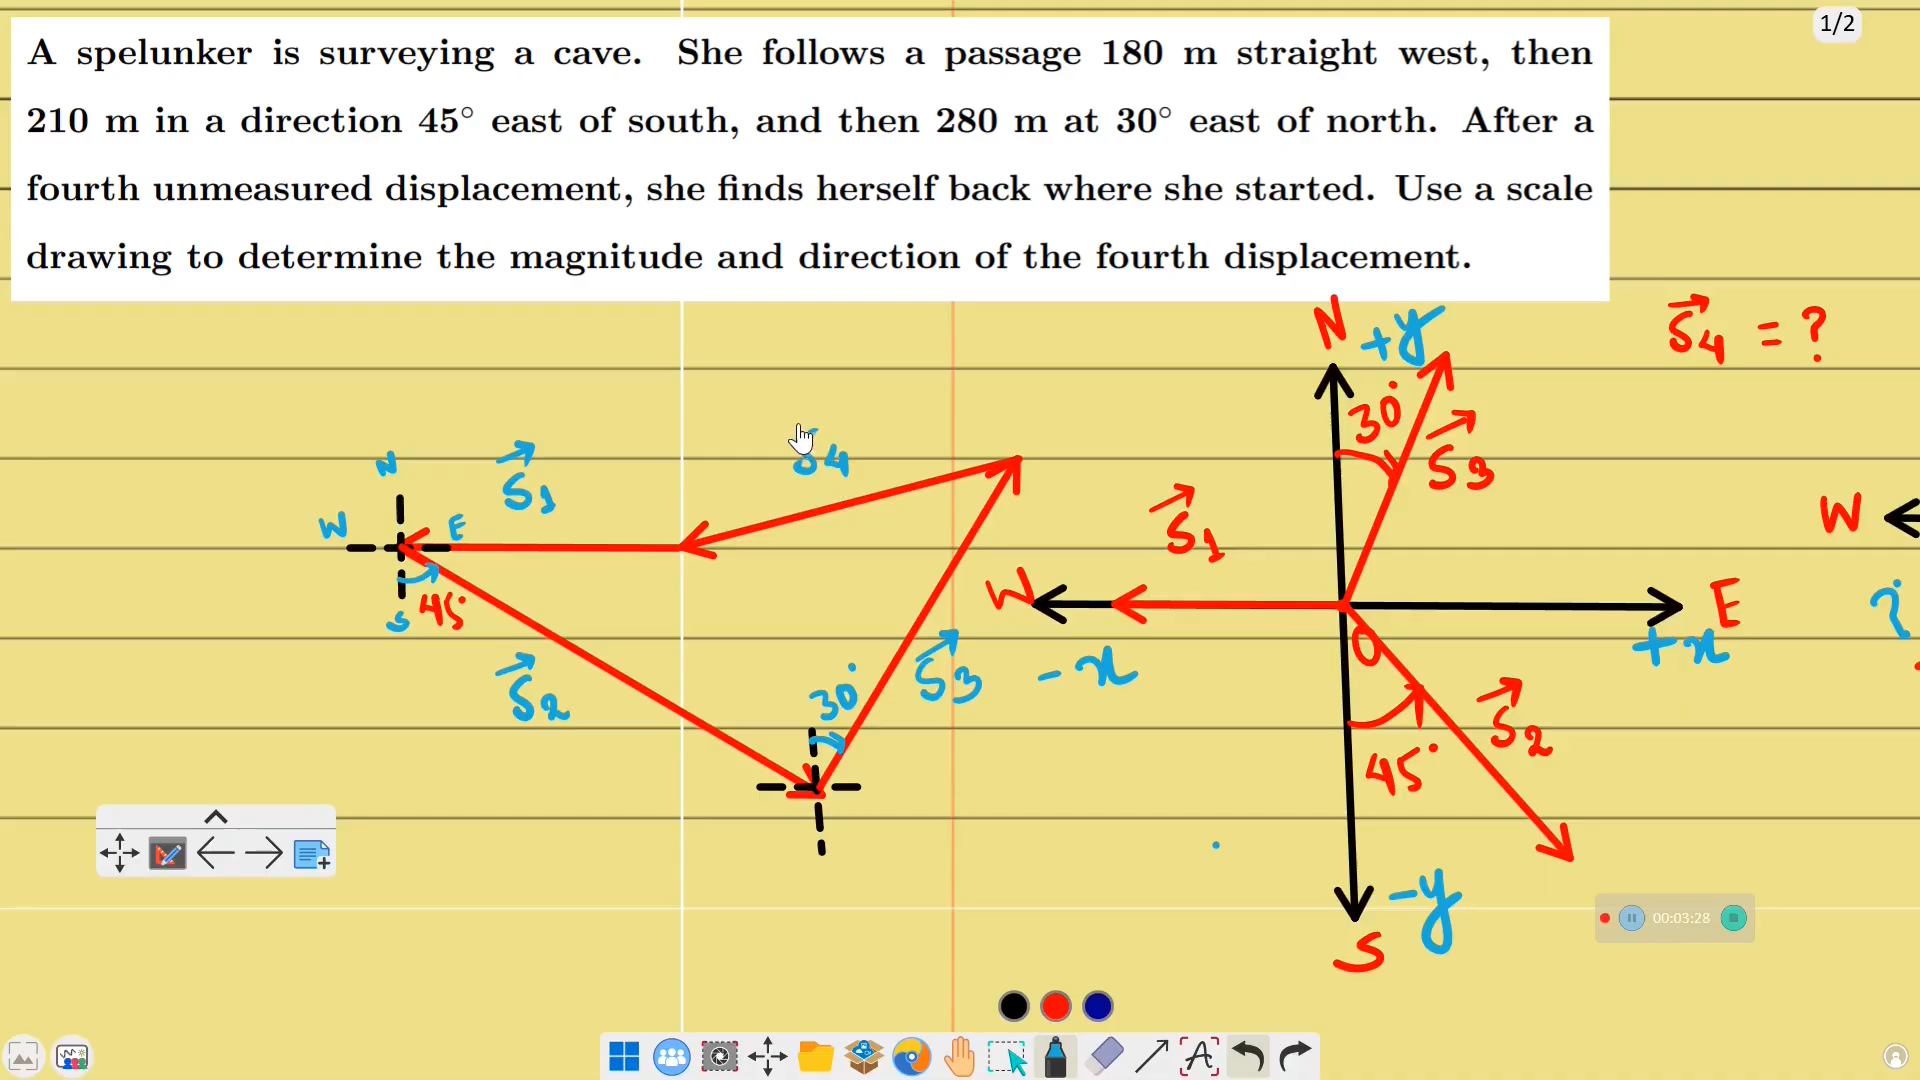 1/2
A spelunker is surveying a cave. She follows a passage 180 m straight west, then
210 m in a direction 45° east of south, and then 280 m at 30° east of north. After a
fourth unmeasured displacement, she finds herself back where she started. Use a scale
drawing to determine the magnitude and direction of the fourth displacement.
N
+y
S4 = ?
30°
S3
S4
N
S1
W
E
S1
W
45°
S
W
E
O
+x
?
S2
30°
S3
-x
S2
45°
-y
S
00:03:28